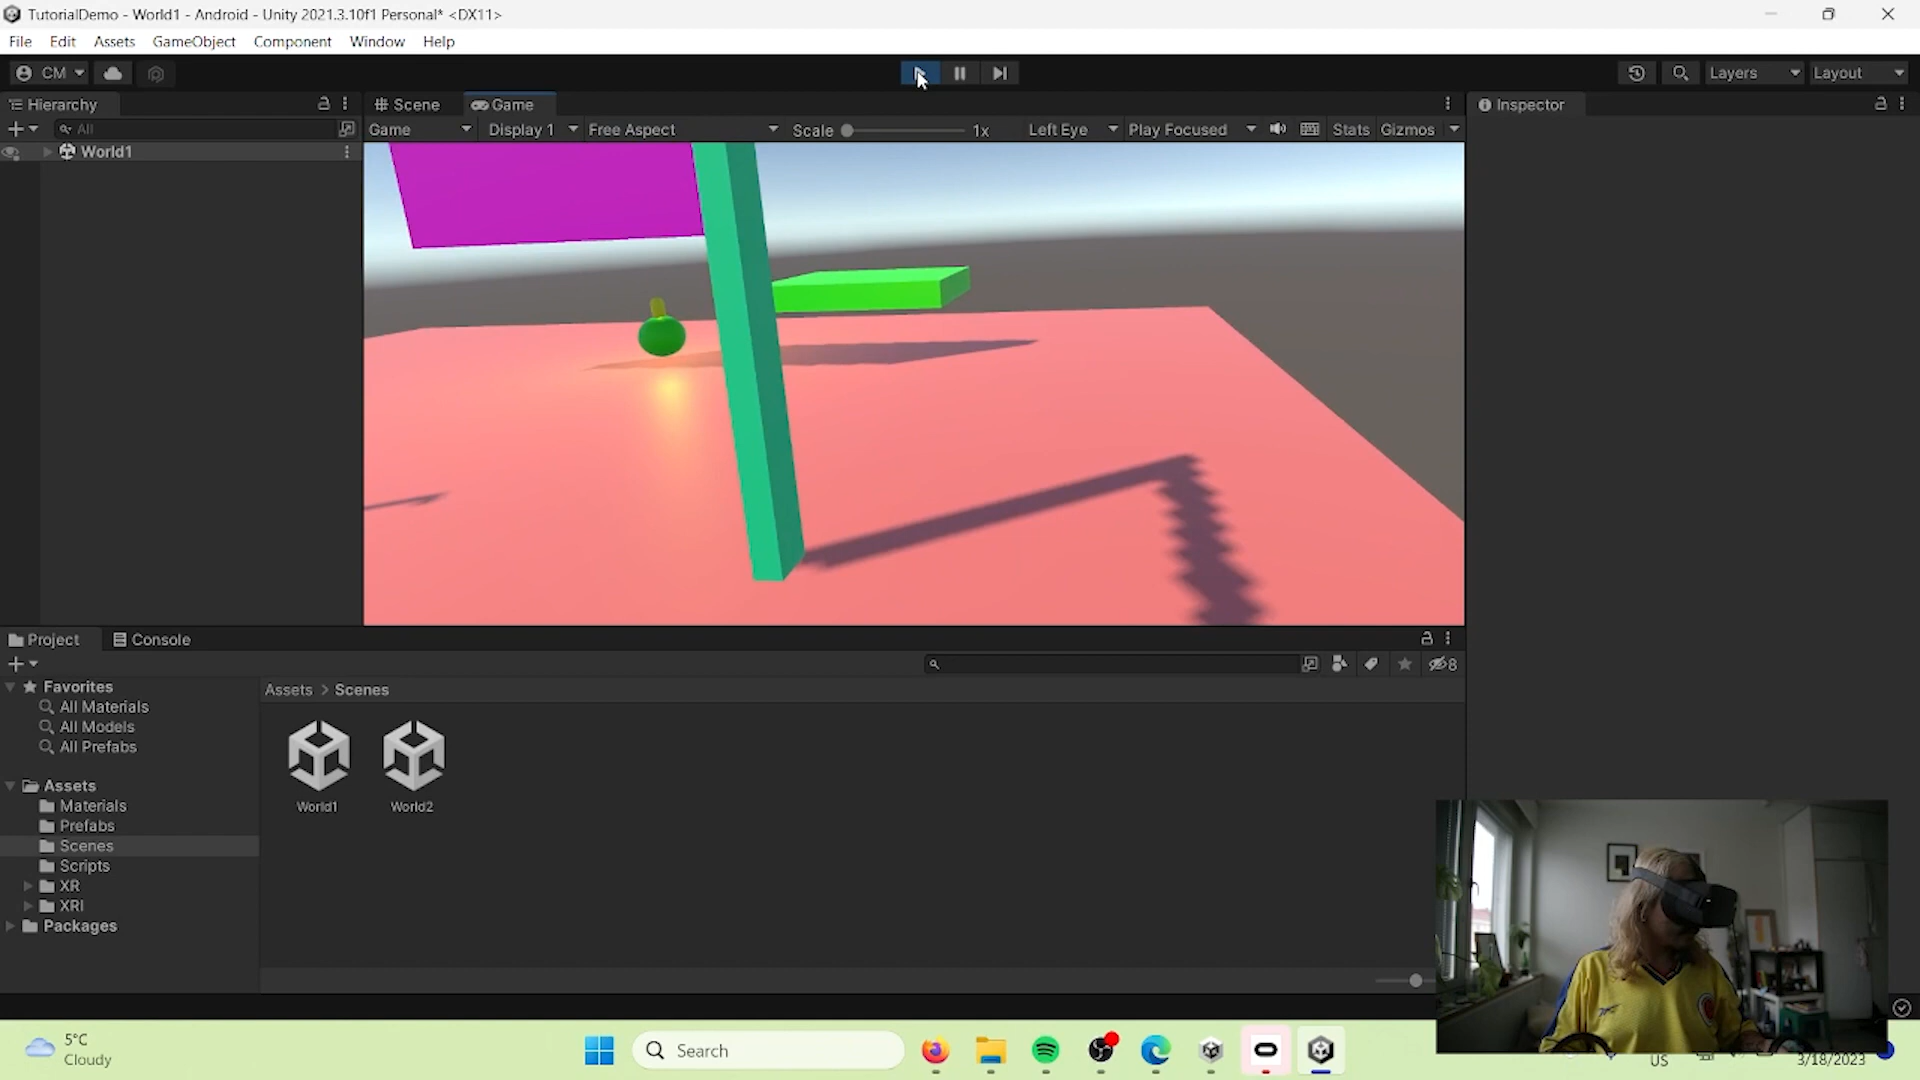 TutorialDemo - World1 - Android - Unity 2021.3.10f1 Personal* <DX11>
File Edit Assets GameObject Component Window Help
CM Layers Layout
Hierarchy Scene Game Inspector
All Game Display 1 Free Aspect Scale 1x Left Eye Play Focused Stats Gizmos
World1
Project Console
8
Favorites
All Materials
All Models
All Prefabs
Assets
Materials
Prefabs
Scenes
Scripts
XR
XRI
Packages
Assets > Scenes
World1 World2
5°C
Cloudy
Search
US
3/18/2023